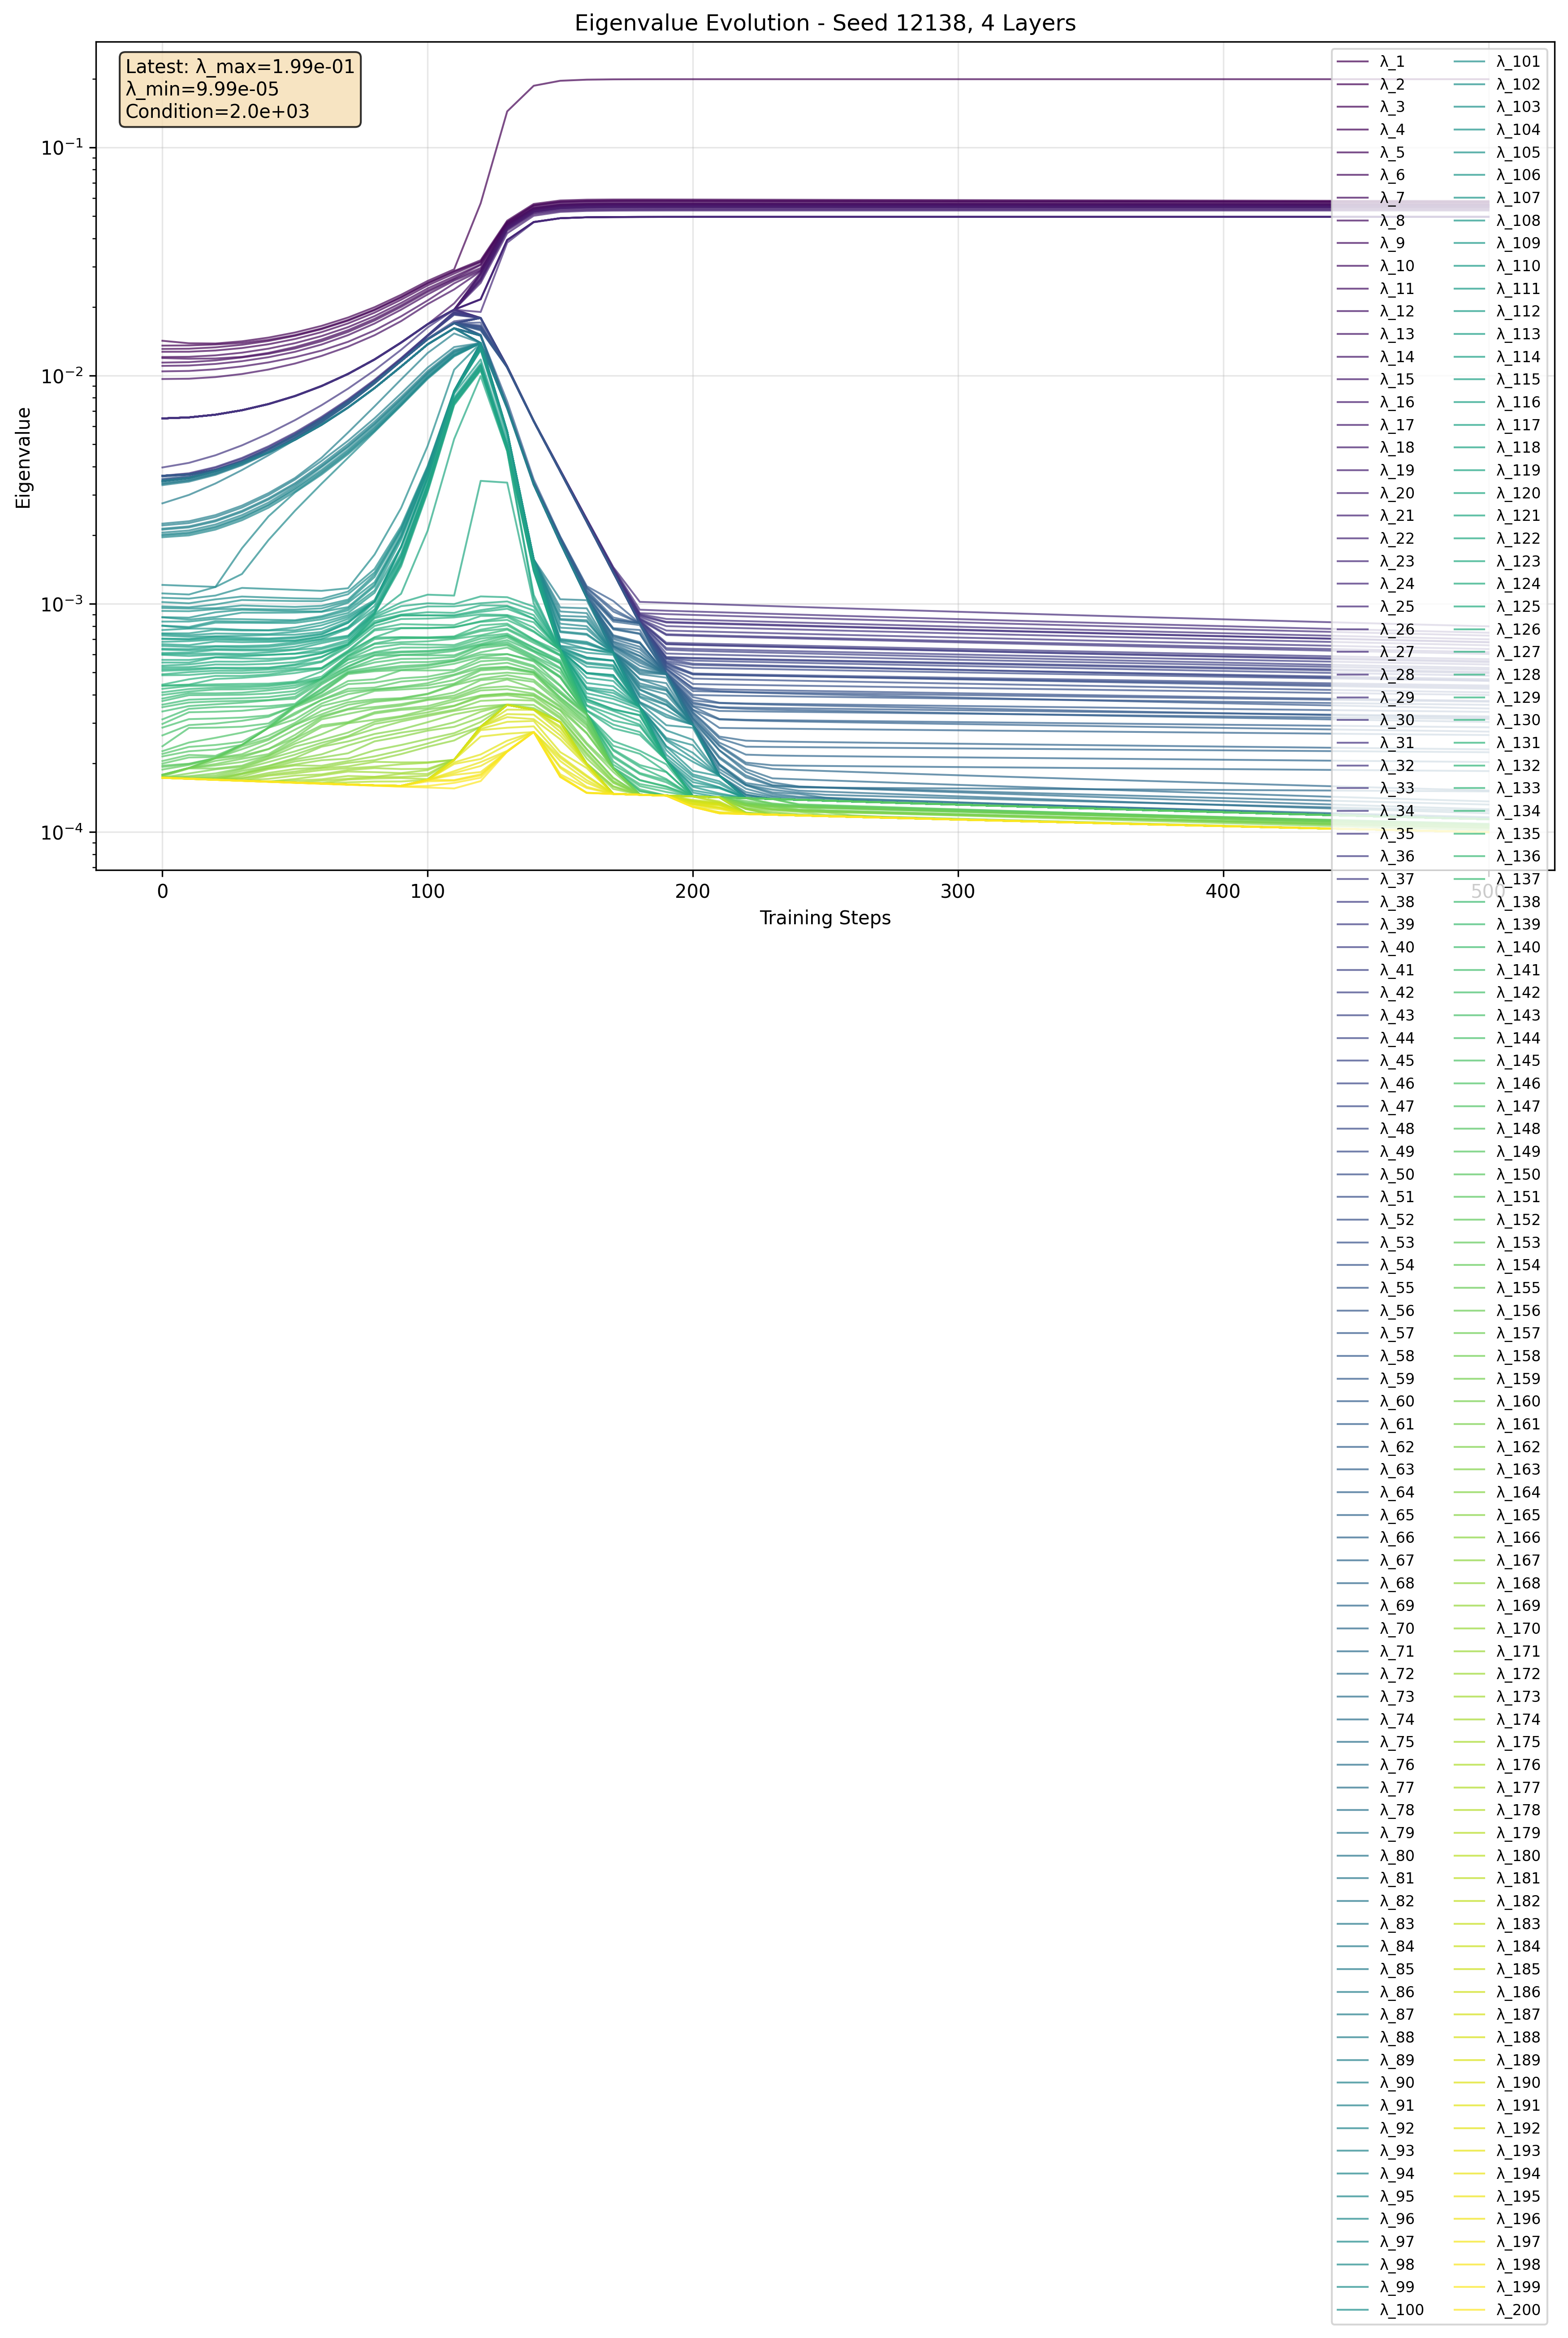 Eigenvalue Evolution - Seed 12138, 4 Layers
Latest: λ_max=1.99e-01
λ_min=9.99e-05
Condition=2.0e+03
Eigenvalue
10⁻¹
10⁻²
10⁻³
10⁻⁴
0
100
200
300
400
500
Training Steps
λ_1
λ_2
λ_3
λ_4
λ_5
λ_6
λ_7
λ_8
λ_9
λ_10
λ_11
λ_12
λ_13
λ_14
λ_15
λ_16
λ_17
λ_18
λ_19
λ_20
λ_21
λ_22
λ_23
λ_24
λ_25
λ_26
λ_27
λ_28
λ_29
λ_30
λ_31
λ_32
λ_33
λ_34
λ_35
λ_36
λ_37
λ_38
λ_39
λ_40
λ_41
λ_42
λ_43
λ_44
λ_45
λ_46
λ_47
λ_48
λ_49
λ_50
λ_51
λ_52
λ_53
λ_54
λ_55
λ_56
λ_57
λ_58
λ_59
λ_60
λ_61
λ_62
λ_63
λ_64
λ_65
λ_66
λ_67
λ_68
λ_69
λ_70
λ_71
λ_72
λ_73
λ_74
λ_75
λ_76
λ_77
λ_78
λ_79
λ_80
λ_81
λ_82
λ_83
λ_84
λ_85
λ_86
λ_87
λ_88
λ_89
λ_90
λ_91
λ_92
λ_93
λ_94
λ_95
λ_96
λ_97
λ_98
λ_99
λ_100
λ_101
λ_102
λ_103
λ_104
λ_105
λ_106
λ_107
λ_108
λ_109
λ_110
λ_111
λ_112
λ_113
λ_114
λ_115
λ_116
λ_117
λ_118
λ_119
λ_120
λ_121
λ_122
λ_123
λ_124
λ_125
λ_126
λ_127
λ_128
λ_129
λ_130
λ_131
λ_132
λ_133
λ_134
λ_135
λ_136
λ_137
λ_138
λ_139
λ_140
λ_141
λ_142
λ_143
λ_144
λ_145
λ_146
λ_147
λ_148
λ_149
λ_150
λ_151
λ_152
λ_153
λ_154
λ_155
λ_156
λ_157
λ_158
λ_159
λ_160
λ_161
λ_162
λ_163
λ_164
λ_165
λ_166
λ_167
λ_168
λ_169
λ_170
λ_171
λ_172
λ_173
λ_174
λ_175
λ_176
λ_177
λ_178
λ_179
λ_180
λ_181
λ_182
λ_183
λ_184
λ_185
λ_186
λ_187
λ_188
λ_189
λ_190
λ_191
λ_192
λ_193
λ_194
λ_195
λ_196
λ_197
λ_198
λ_199
λ_200